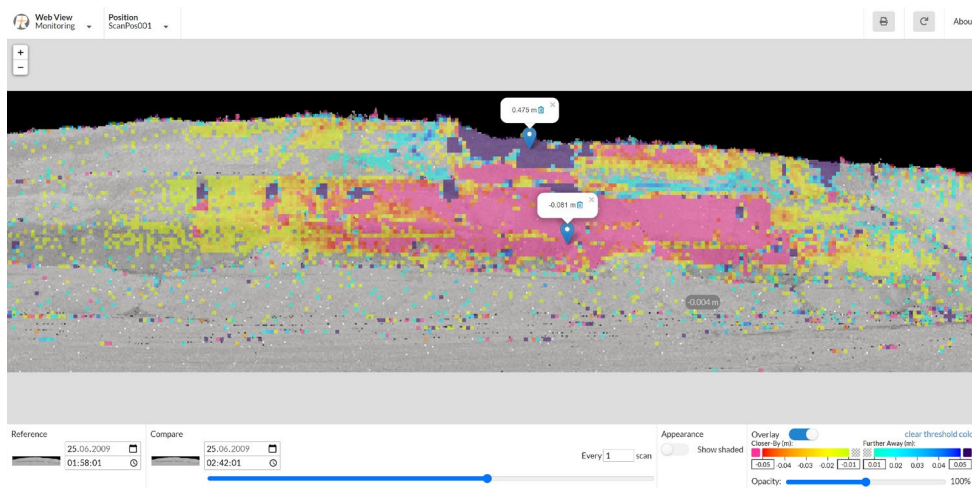 Web View
Monitoring
Position
ScanPos001
Abou
+
−
0.475 m
×
-0.081 m
×
-0.004 m
Reference
25.06.2009
01:58:01
Compare
25.06.2009
02:42:01
Every 1 scan
Appearance
Show shaded
Overlay
clear threshold colo
Closer-By (m):
Further Away (m):
-0.05 -0.04 -0.03 -0.02 -0.01 0.01 0.02 0.03 0.04 0.05
Opacity:
100%